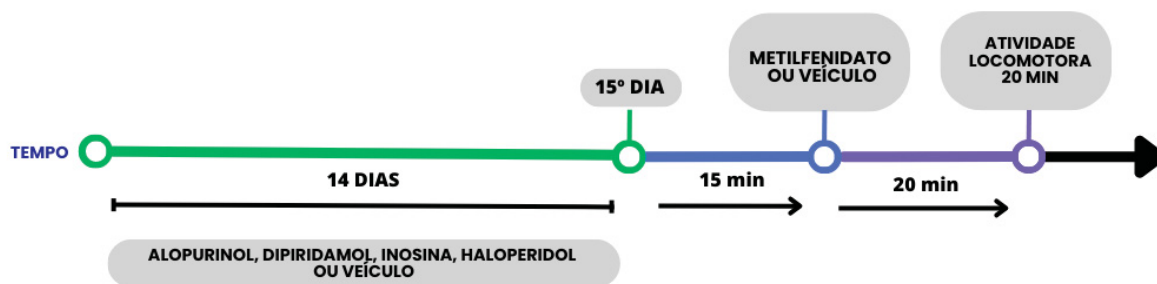 ATIVIDADE
LOCOMOTORA
20 MIN
METILFENIDATO
OU VEÍCULO
15º DIA
TEMPO
14 DIAS
15 min
20 min
ALOPURINOL, DIPIRIDAMOL, INOSINA, HALOPERIDOL
OU VEÍCULO